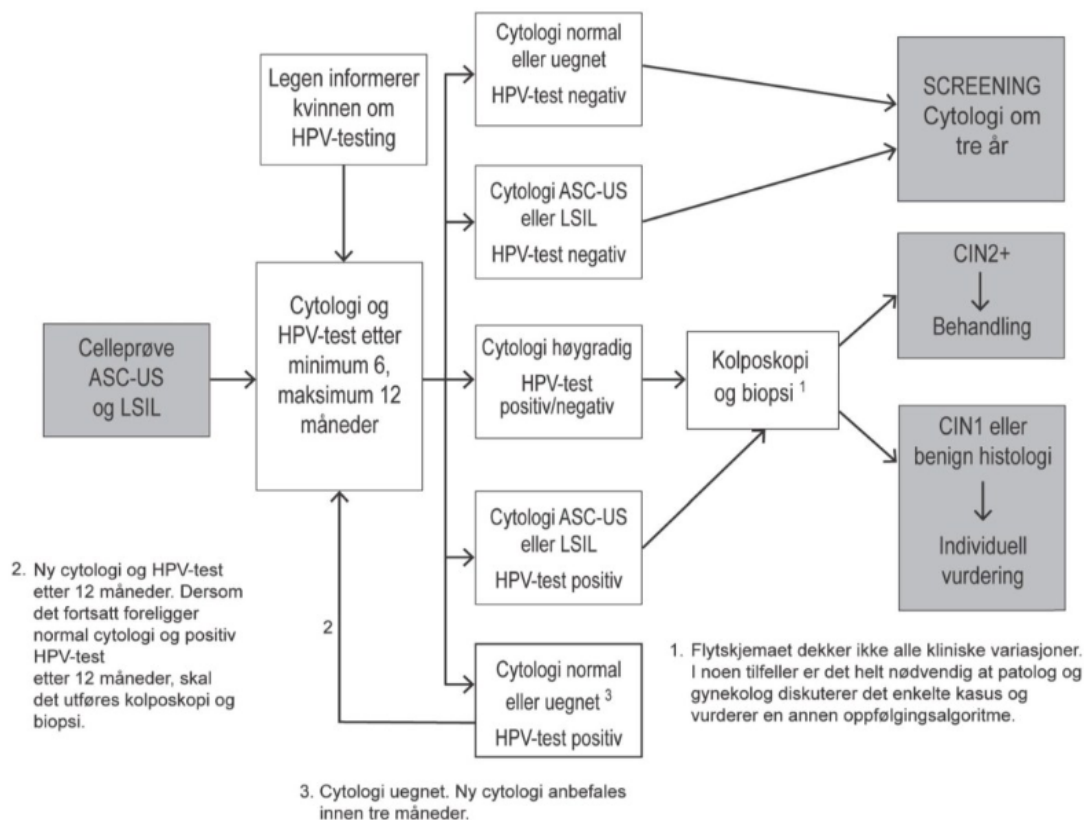 Legen informerer
kvinnen om
HPV-testing
Celleprøve
ASC-US
og LSIL
Cytologi og
HPV-test etter
minimum 6,
maksimum 12
måneder
Cytologi normal
eller uegnet
HPV-test negativ
Cytologi ASC-US
eller LSIL
HPV-test negativ
Cytologi høygradig
HPV-test
positiv/negativ
Cytologi ASC-US
eller LSIL
HPV-test positiv
2
Cytologi normal
eller uegnet 3
HPV-test positiv
Kolposkopi
og biopsi 1
SCREENING
Cytologi om
tre år
CIN2+
Behandling
CIN1 eller
benign histologi
Individuell
vurdering
2. Ny cytologi og HPV-test
etter 12 måneder. Dersom
det fortsatt foreligger
normal cytologi og positiv
HPV-test
etter 12 måneder, skal
det utføres kolposkopi og
biopsi.
1. Flytskjemaet dekker ikke alle kliniske variasjoner.
I noen tilfeller er det helt nødvendig at patolog og
gynekolog diskuterer det enkelte kasus og
vurderer en annen oppfølgingsalgoritme.
3. Cytologi uegnet. Ny cytologi anbefales
innen tre måneder.